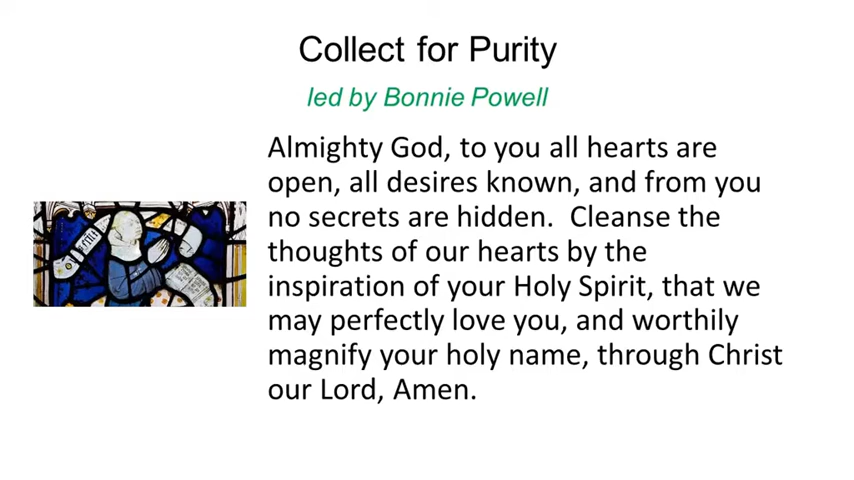 Collect for Purity
led by Bonnie Powell
Almighty God, to you all hearts are
open, all desires known, and from you
no secrets are hidden.  Cleanse the
thoughts of our hearts by the
inspiration of your Holy Spirit, that we
may perfectly love you, and worthily
magnify your holy name, through Christ
our Lord, Amen.